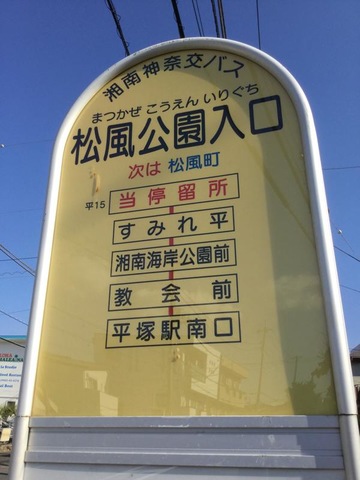 湘南神奈交バス
まつかぜ こうえん いりぐち
松風公園入口
次は 松風町
平15 当停留所
すみれ平
湘南海岸公園前
教会前
平塚駅南口